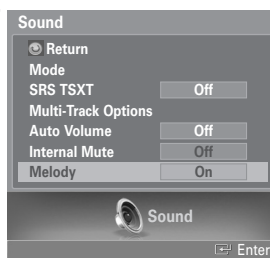 Sound
Return
Mode
SRS TSXT Off
Multi-Track Options
Auto Volume Off
Internal Mute Off
Melody On
Sound
Enter